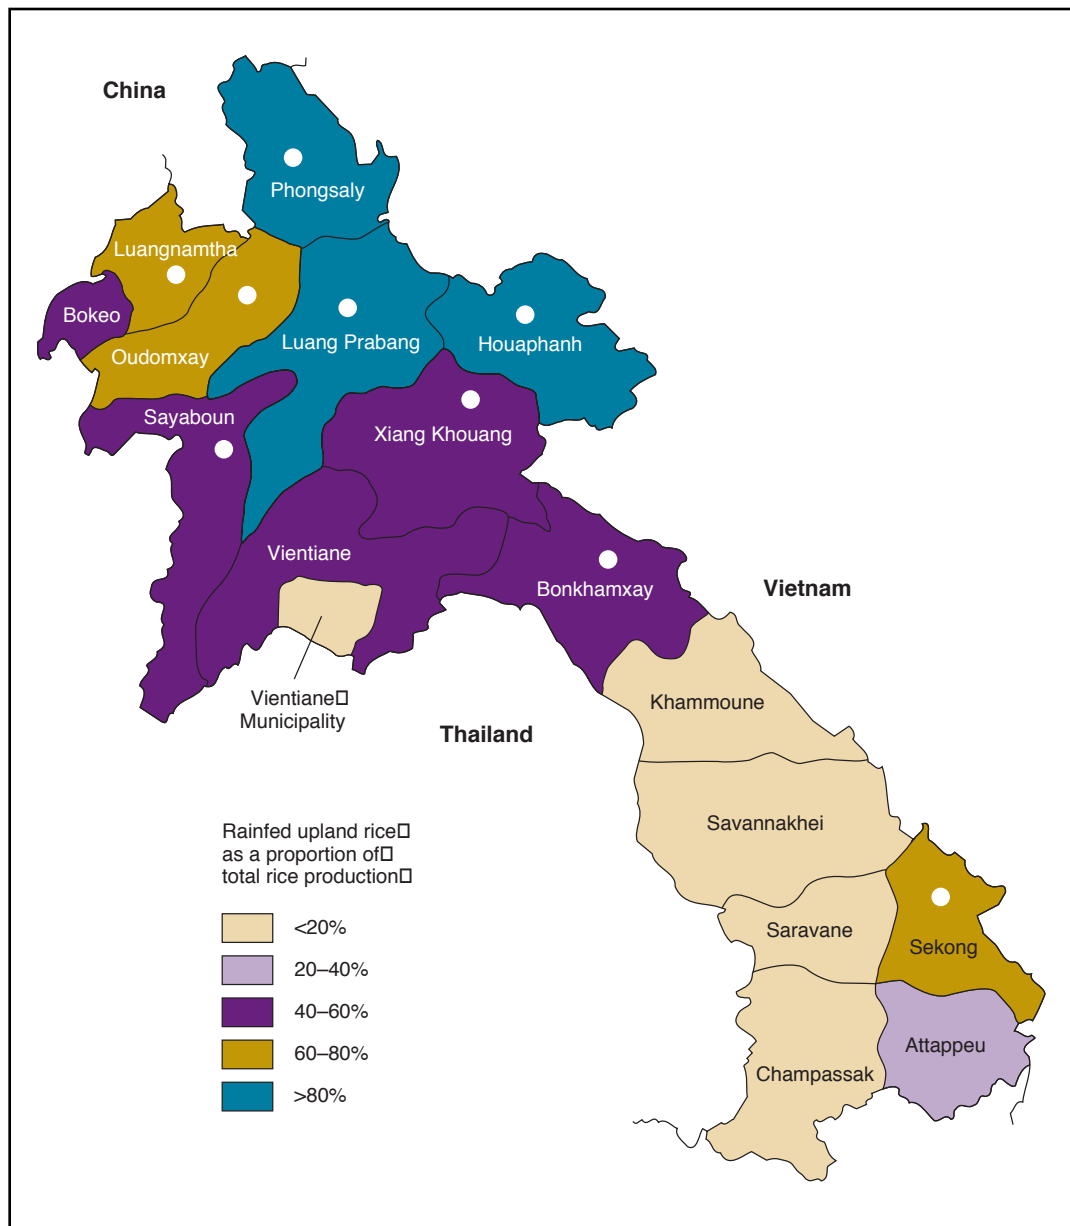 China
Phongsaly
Luangnamtha
Bokeo
Oudomxay
Luang Prabang
Houaphanh
Sayaboun
Xiang Khouang
Vientiane
Bonkhamxay
Vietnam
Vientiane□
Municipality
Thailand
Khammoune
Savannakhei
Saravane
Sekong
Attappeu
Champassak
Rainfed upland rice□
as a proportion of□
total rice production□
<20%
20–40%
40–60%
60–80%
>80%